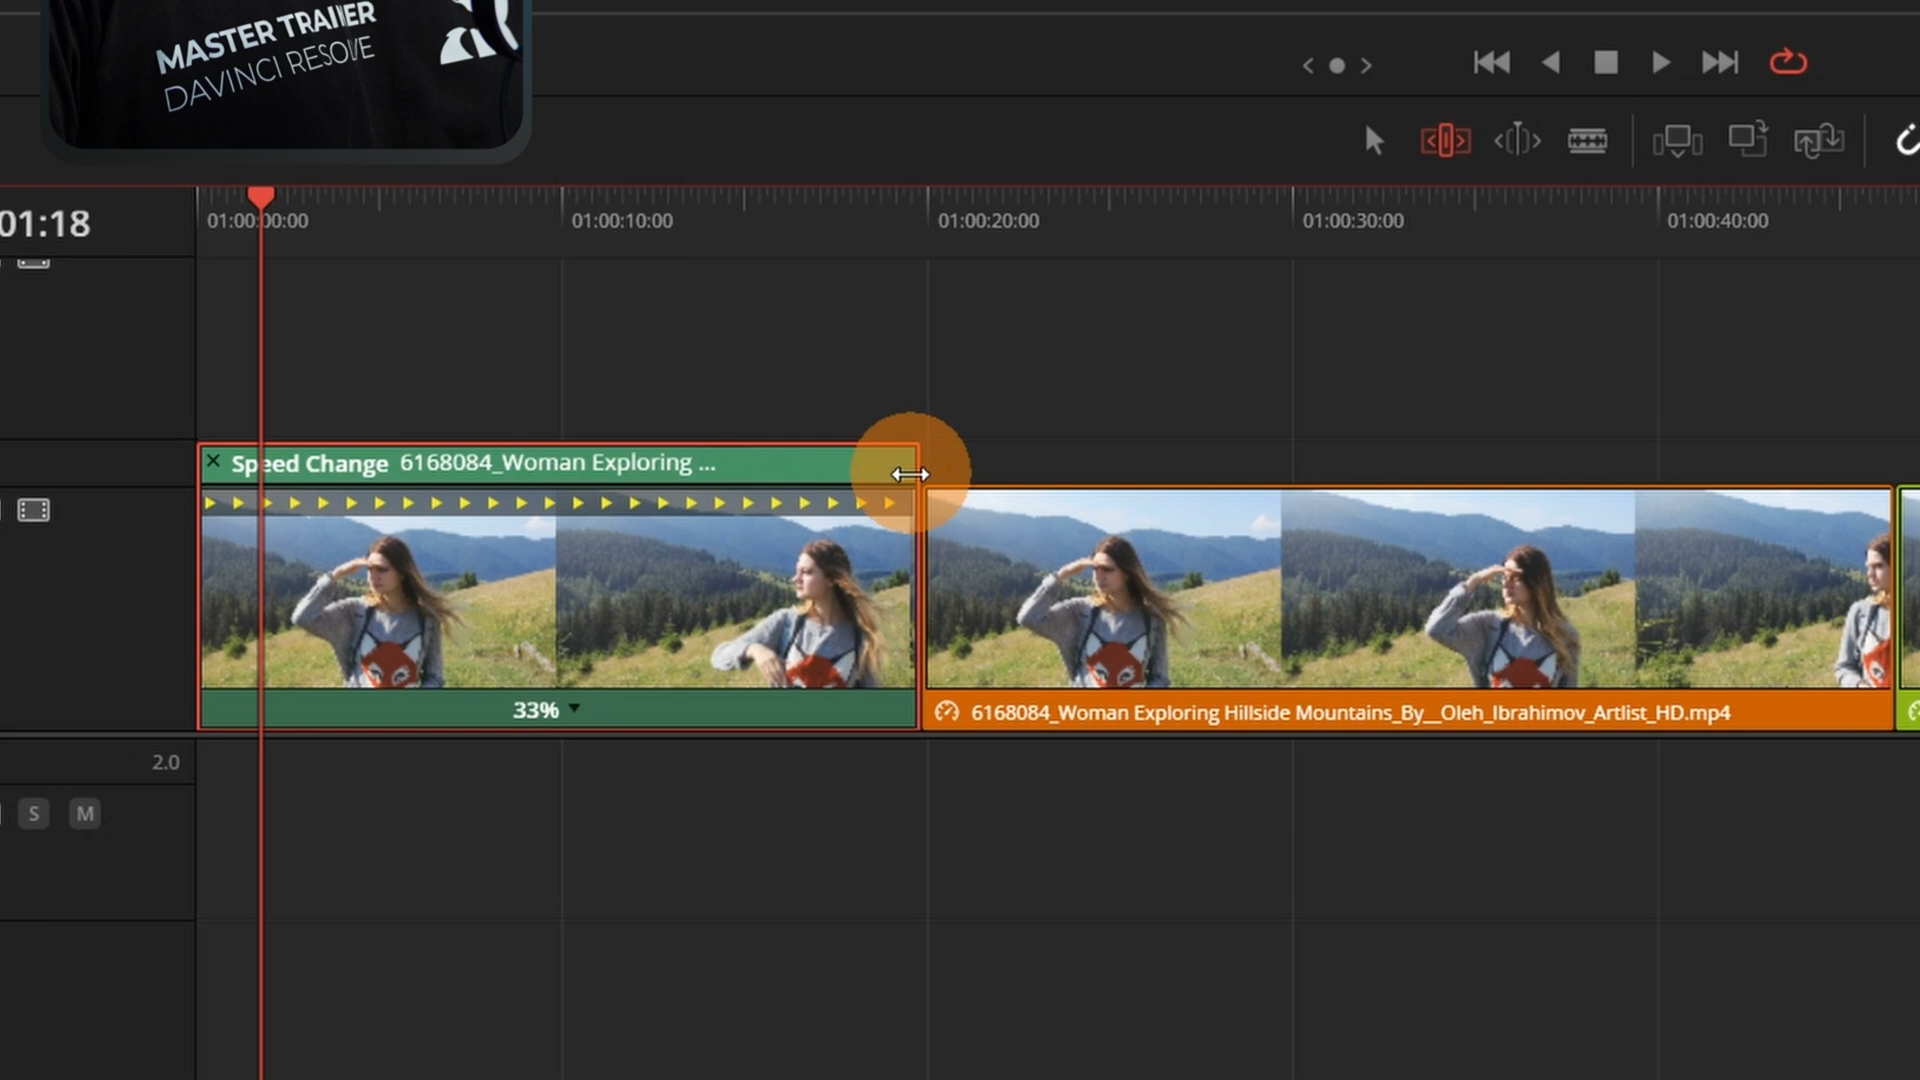 MASTER TRAINER
DAVINCI RESOLVE
01:18
01:00:00:00
01:00:10:00
01:00:20:00
01:00:30:00
01:00:40:00
Speed Change 6168084_Woman Exploring ...
33%
6168084_Woman Exploring Hillside Mountains_By__Oleh_Ibrahimov_Artlist_HD.mp4
2.0
S M